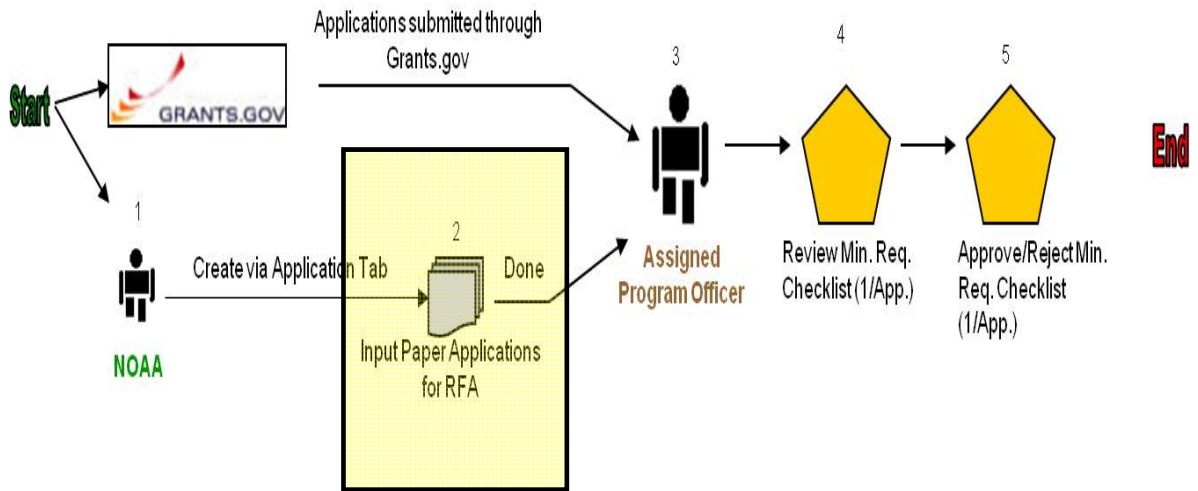 Applications submitted through
Grants.gov
Start
GRANTS.GOV
1
NOAA
Create via Application Tab
2
Input Paper Applications
for RFA
Done
3
Assigned
Program Officer
4
Review Min. Req.
Checklist (1/App.)
5
Approve/Reject Min.
Req. Checklist
(1/App.)
End